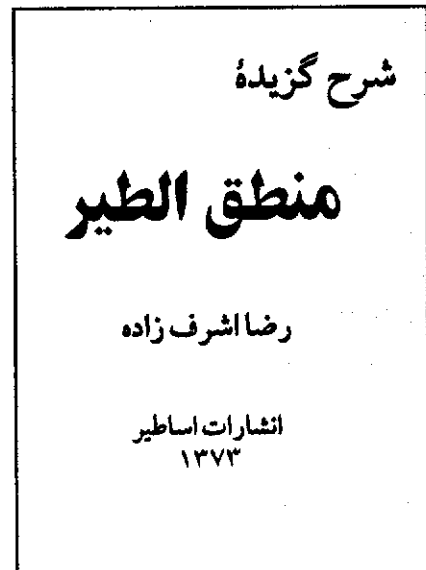 شرح گزیدهٔ
منطق الطیر
رضا اشرف زاده
انشارات اساطیر
۱۳۷۳